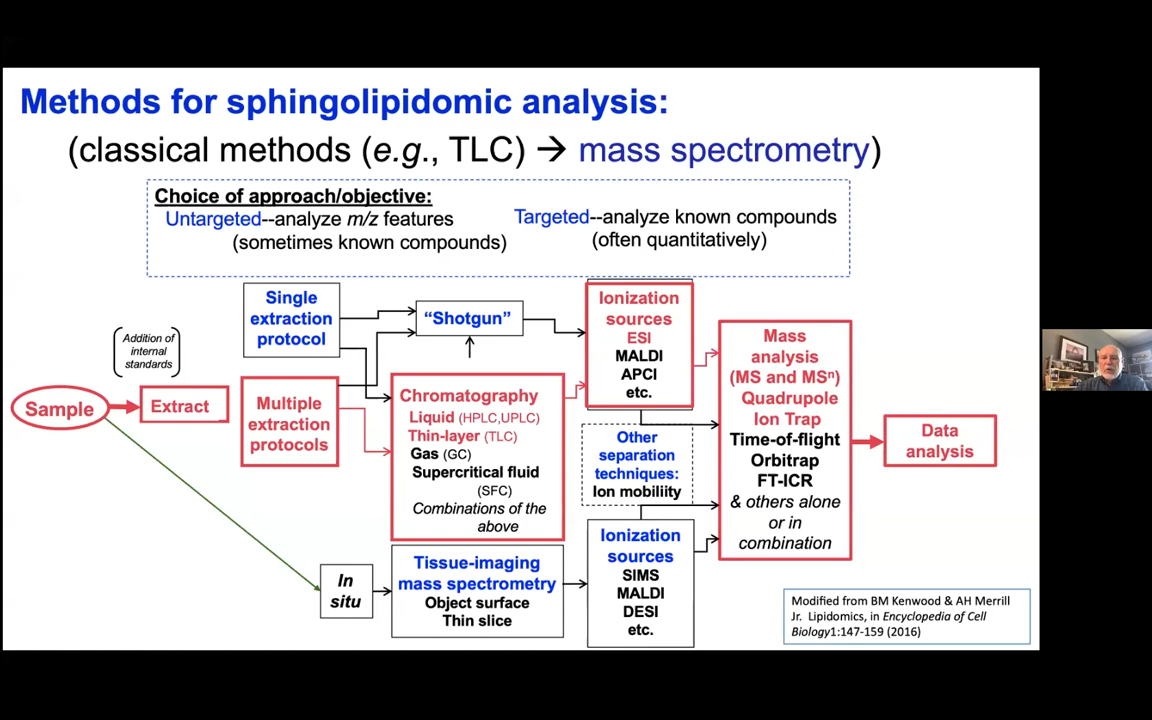 Methods for sphingolipidomic analysis:
(classical methods (e.g., TLC) → mass spectrometry)
Choice of approach/objective:
Untargeted--analyze m/z features
(sometimes known compounds)
Targeted--analyze known compounds
(often quantitatively)
Single
extraction
protocol
"Shotgun"
Ionization
sources
ESI
MALDI
APCI
etc.
Addition of
internal
standards
Sample
Extract
Multiple
extraction
protocols
Chromatography
Liquid (HPLC,UPLC)
Thin-layer (TLC)
Gas (GC)
Supercritical fluid
(SFC)
Combinations of the
above
Other
separation
techniques:
Ion mobiliity
Mass
analysis
(MS and MSⁿ)
Quadrupole
Ion Trap
Time-of-flight
Orbitrap
FT-ICR
& others alone
or in
combination
Data
analysis
In
situ
Tissue-imaging
mass spectrometry
Object surface
Thin slice
Ionization
sources
SIMS
MALDI
DESI
etc.
Modified from BM Kenwood & AH Merrill
Jr. Lipidomics, in Encyclopedia of Cell
Biology1:147-159 (2016)